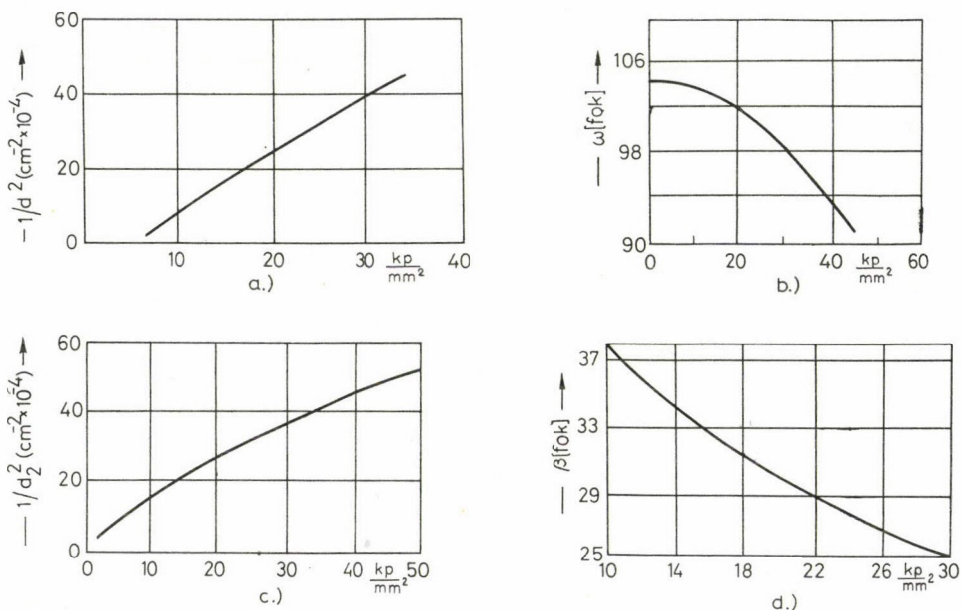 60
40
20
0
10
20
30
kp
mm²
40
— 1/d² (cm⁻²×10⁻⁴) →
a.)
106
98
90
0
20
40
kp
mm²
60
— ω[fok] →
b.)
60
40
20
0
0
10
20
30
40
kp
mm²
50
— 1/d₂² (cm⁻²×10⁻⁴) →
c.)
37
33
29
25
10
14
18
22
26
kp
mm²
30
— β[fok] →
d.)